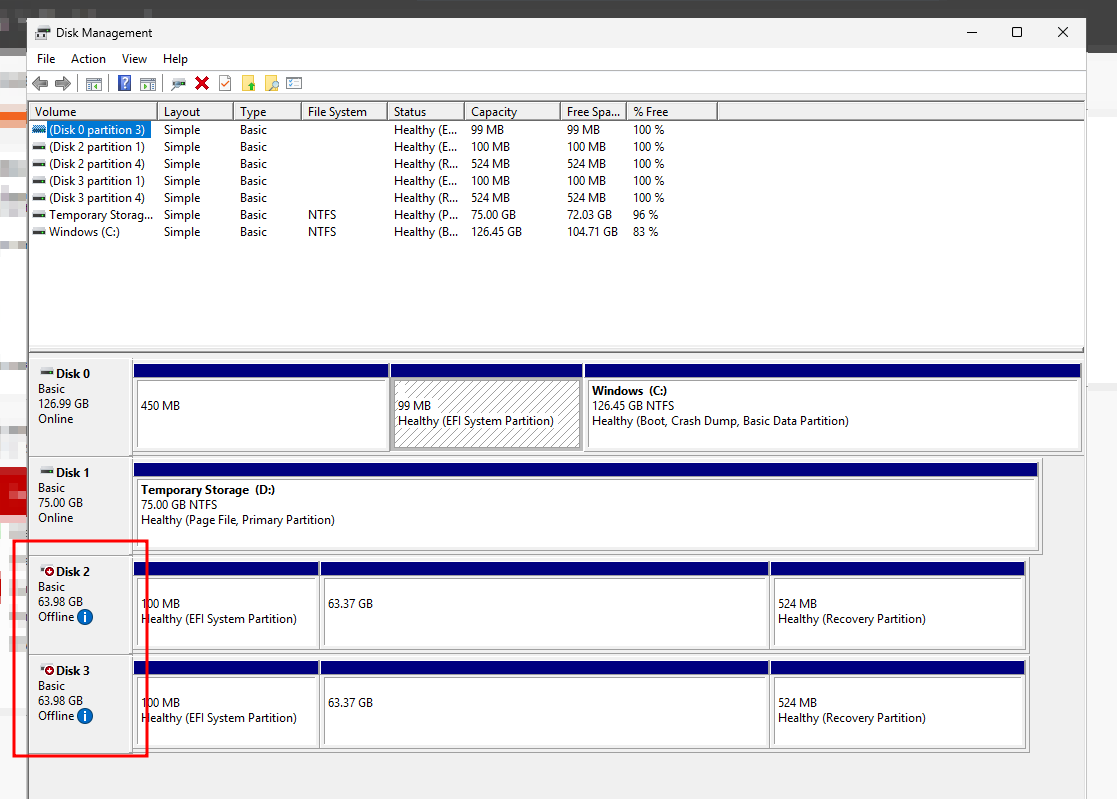 Disk Management
File Action View Help
Volume Layout Type File System Status Capacity Free Spa... % Free
(Disk 0 partition 3) Simple Basic Healthy (E... 99 MB 99 MB 100 %
(Disk 2 partition 1) Simple Basic Healthy (E... 100 MB 100 MB 100 %
(Disk 2 partition 4) Simple Basic Healthy (R... 524 MB 524 MB 100 %
(Disk 3 partition 1) Simple Basic Healthy (E... 100 MB 100 MB 100 %
(Disk 3 partition 4) Simple Basic Healthy (R... 524 MB 524 MB 100 %
Temporary Storag... Simple Basic NTFS Healthy (P... 75.00 GB 72.03 GB 96 %
Windows (C:) Simple Basic NTFS Healthy (B... 126.45 GB 104.71 GB 83 %
Disk 0
Basic
126.99 GB
Online
450 MB
99 MB
Healthy (EFI System Partition)
Windows (C:)
126.45 GB NTFS
Healthy (Boot, Crash Dump, Basic Data Partition)
Disk 1
Basic
75.00 GB
Online
Temporary Storage (D:)
75.00 GB NTFS
Healthy (Page File, Primary Partition)
Disk 2
Basic
63.98 GB
Offline
100 MB
Healthy (EFI System Partition)
63.37 GB
524 MB
Healthy (Recovery Partition)
Disk 3
Basic
63.98 GB
Offline
100 MB
Healthy (EFI System Partition)
63.37 GB
524 MB
Healthy (Recovery Partition)